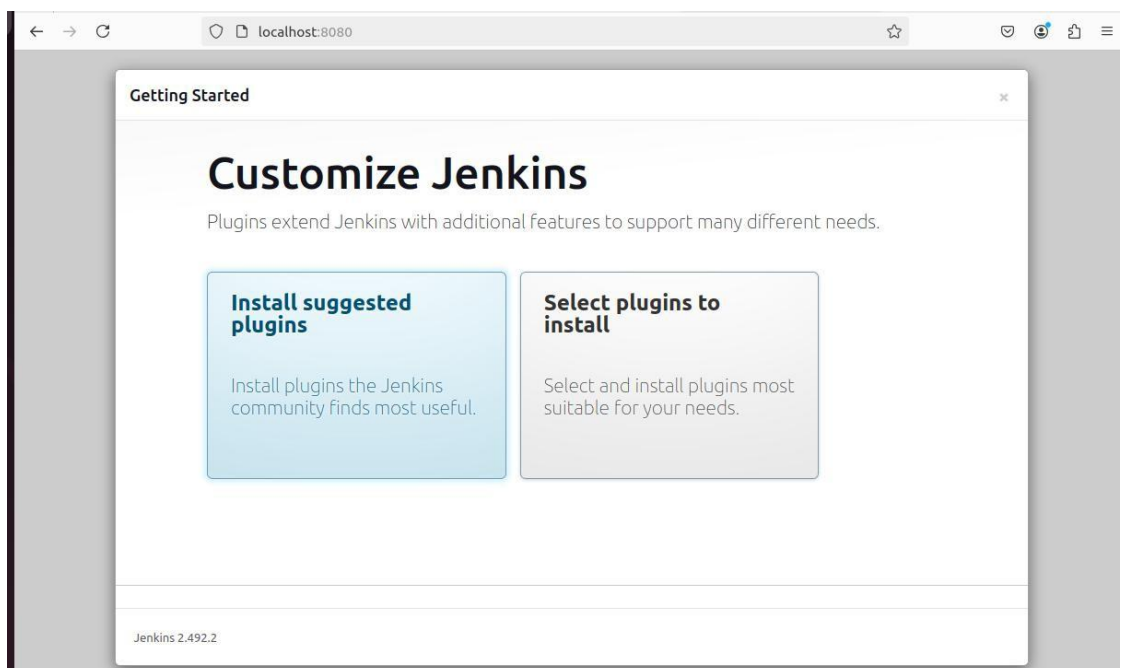 localhost:8080
Getting Started
Customize Jenkins
Plugins extend Jenkins with additional features to support many different needs.
Install suggested
plugins
Install plugins the Jenkins
community finds most useful.
Select plugins to
install
Select and install plugins most
suitable for your needs.
Jenkins 2.492.2